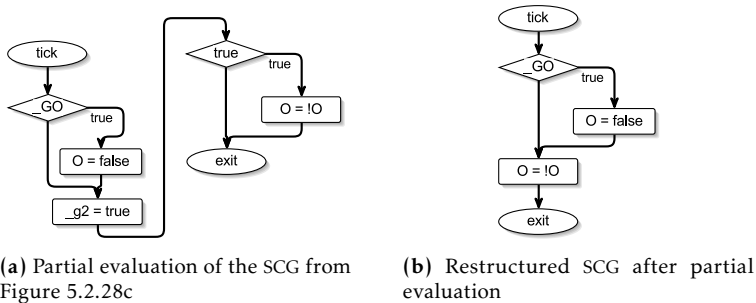 tick
_GO
true
O = false
_g2 = true
true
true
O = !O
exit
(a) Partial evaluation of the SCG from
Figure 5.2.28c
tick
_GO
true
O = false
O = !O
exit
(b) Restructured SCG after partial
evaluation